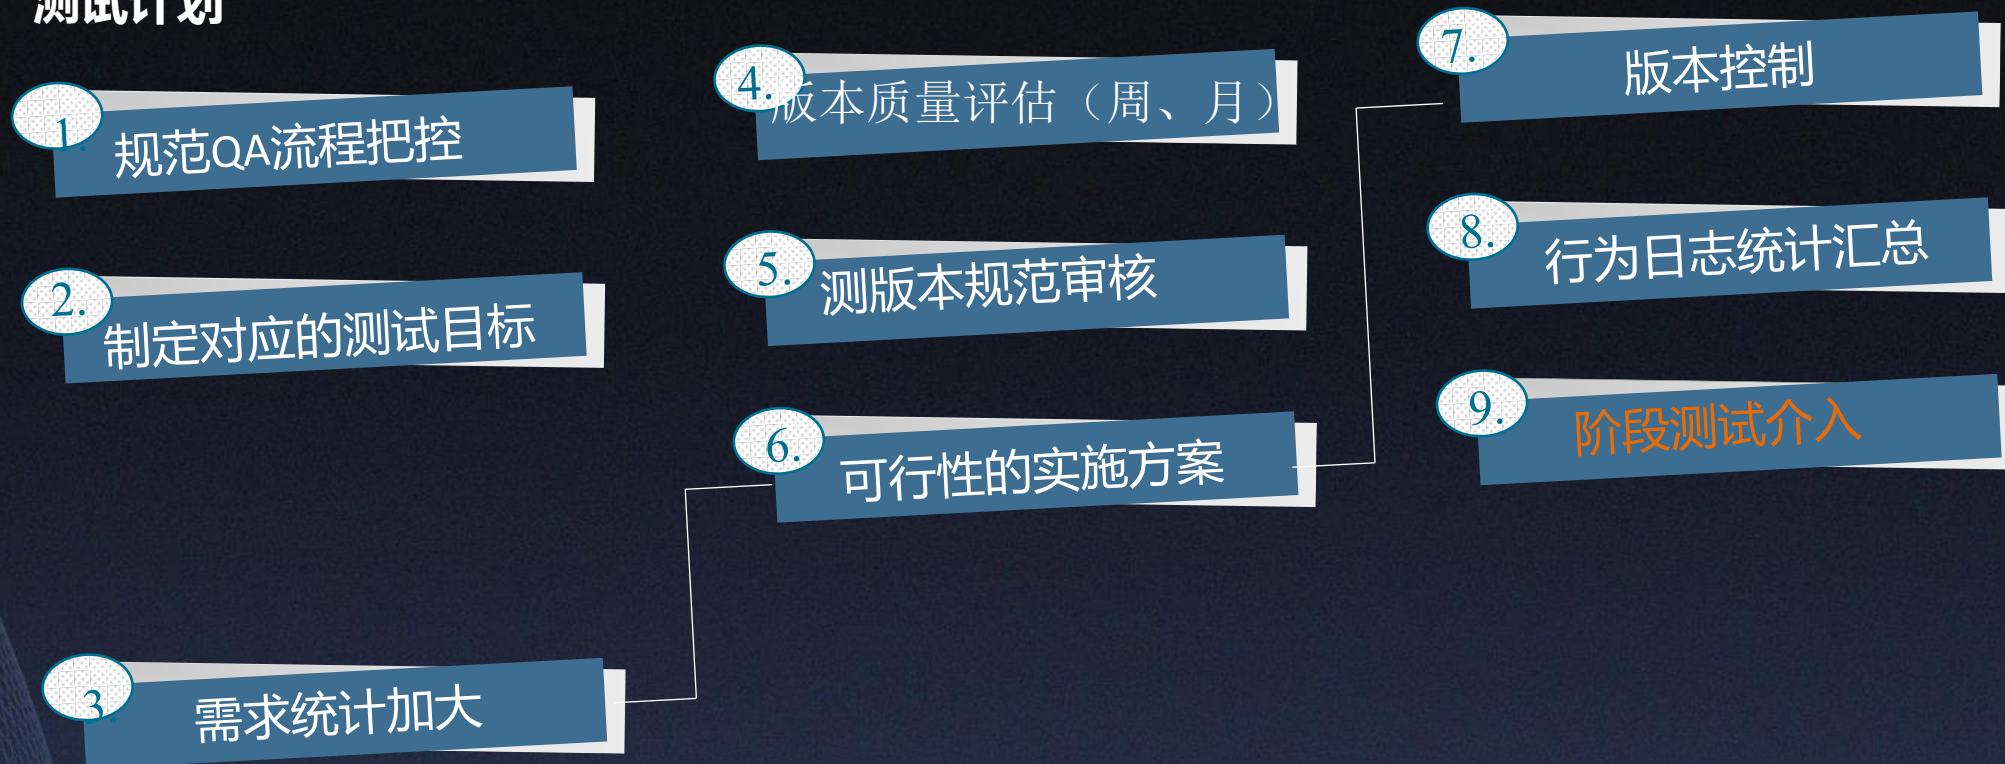 测试计划
1.
规范QA流程把控
2.
制定对应的测试目标
3.
需求统计加大
4.
版本质量评估（周、月）
5.
测版本规范审核
6.
可行性的实施方案
7.
版本控制
8.
行为日志统计汇总
9.
阶段测试介入